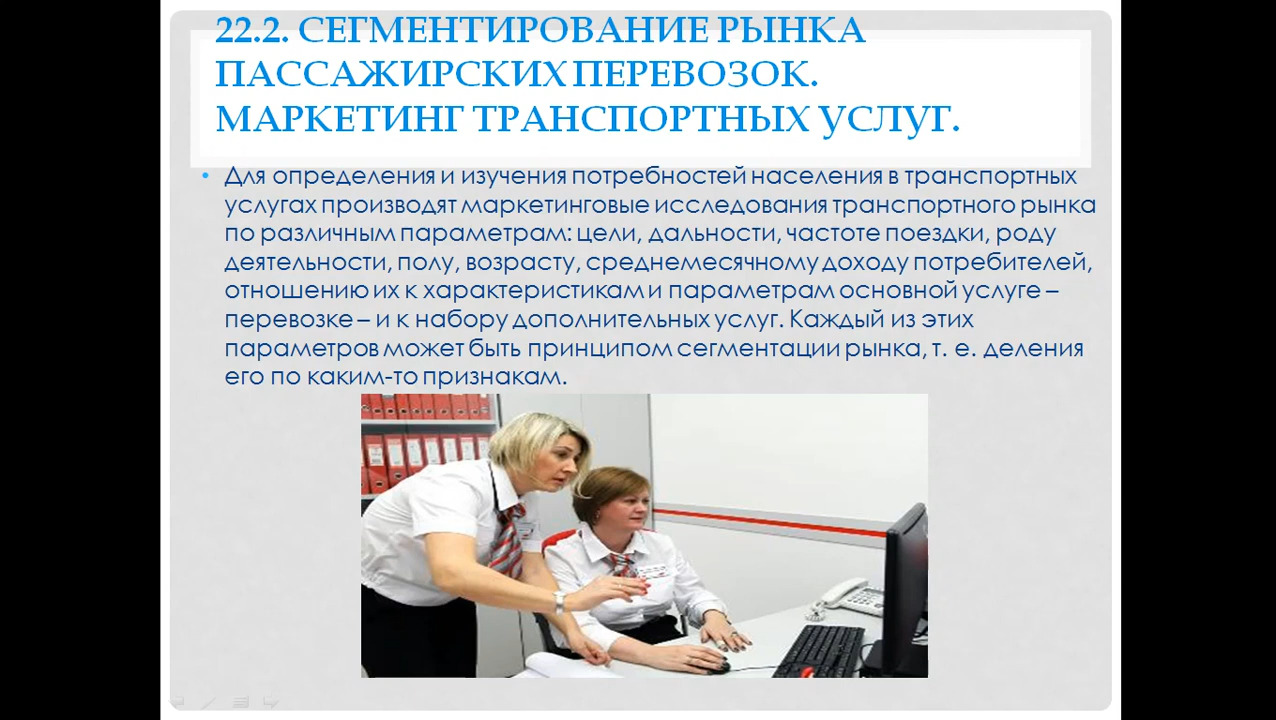 22.2. СЕГМЕНТИРОВАНИЕ РЫНКА
ПАССАЖИРСКИХ ПЕРЕВОЗОК.
МАРКЕТИНГ ТРАНСПОРТНЫХ УСЛУГ.
• Для определения и изучения потребностей населения в транспортных
услугах производят маркетинговые исследования транспортного рынка
по различным параметрам: цели, дальности, частоте поездки, роду
деятельности, полу, возрасту, среднемесячному доходу потребителей,
отношению их к характеристикам и параметрам основной услуге –
перевозке – и к набору дополнительных услуг. Каждый из этих
параметров может быть принципом сегментации рынка, т. е. деления
его по каким-то признакам.